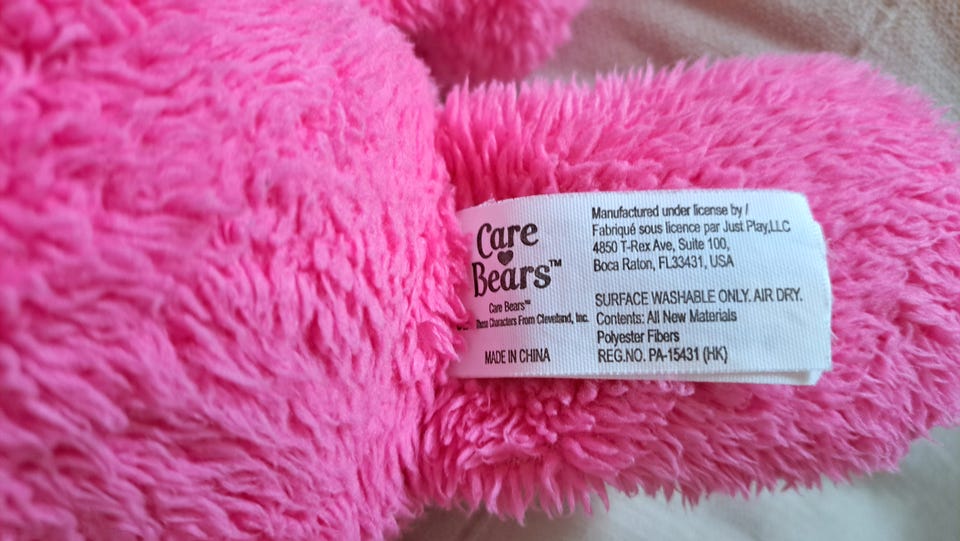 Care
Bears™
Care Bears™
Those Characters From Cleveland, Inc.
MADE IN CHINA
Manufactured under license by /
Fabriqué sous licence par Just Play,LLC
4850 T-Rex Ave, Suite 100,
Boca Raton, FL33431, USA
SURFACE WASHABLE ONLY. AIR DRY.
Contents: All New Materials
Polyester Fibers
REG.NO. PA-15431 (HK)